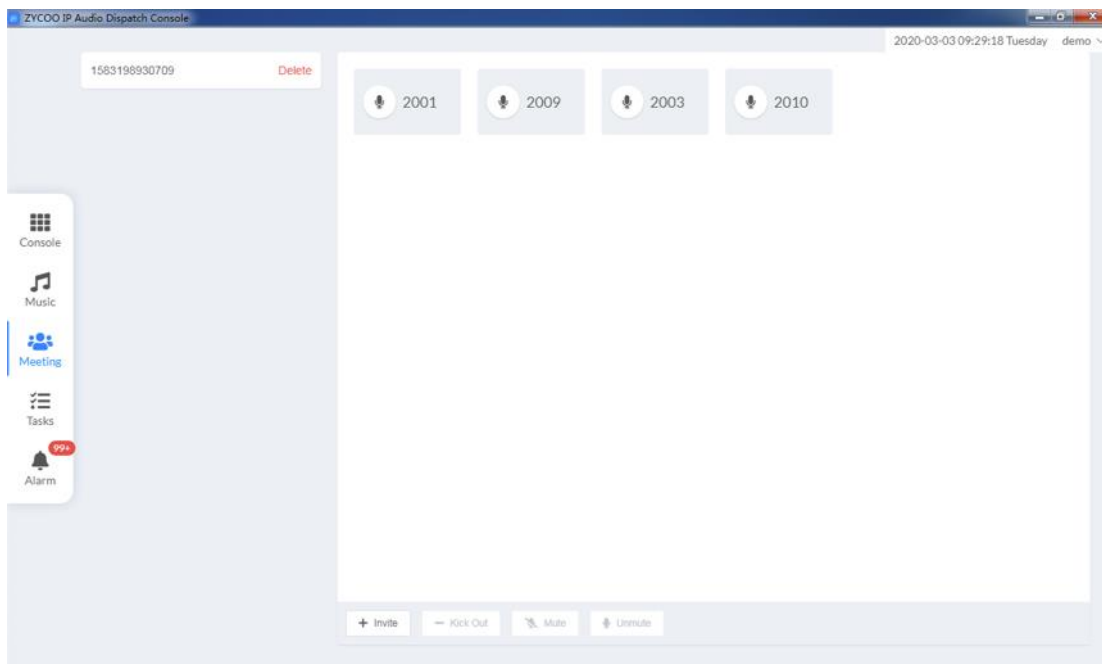 ZYCOO IP Audio Dispatch Console
2020-03-03 09:29:18 Tuesday demo
1583198930709 Delete
2001 2009 2003 2010
Console
Music
Meeting
Tasks
99+
Alarm
+ Invite − Kick Out Mute Unmute